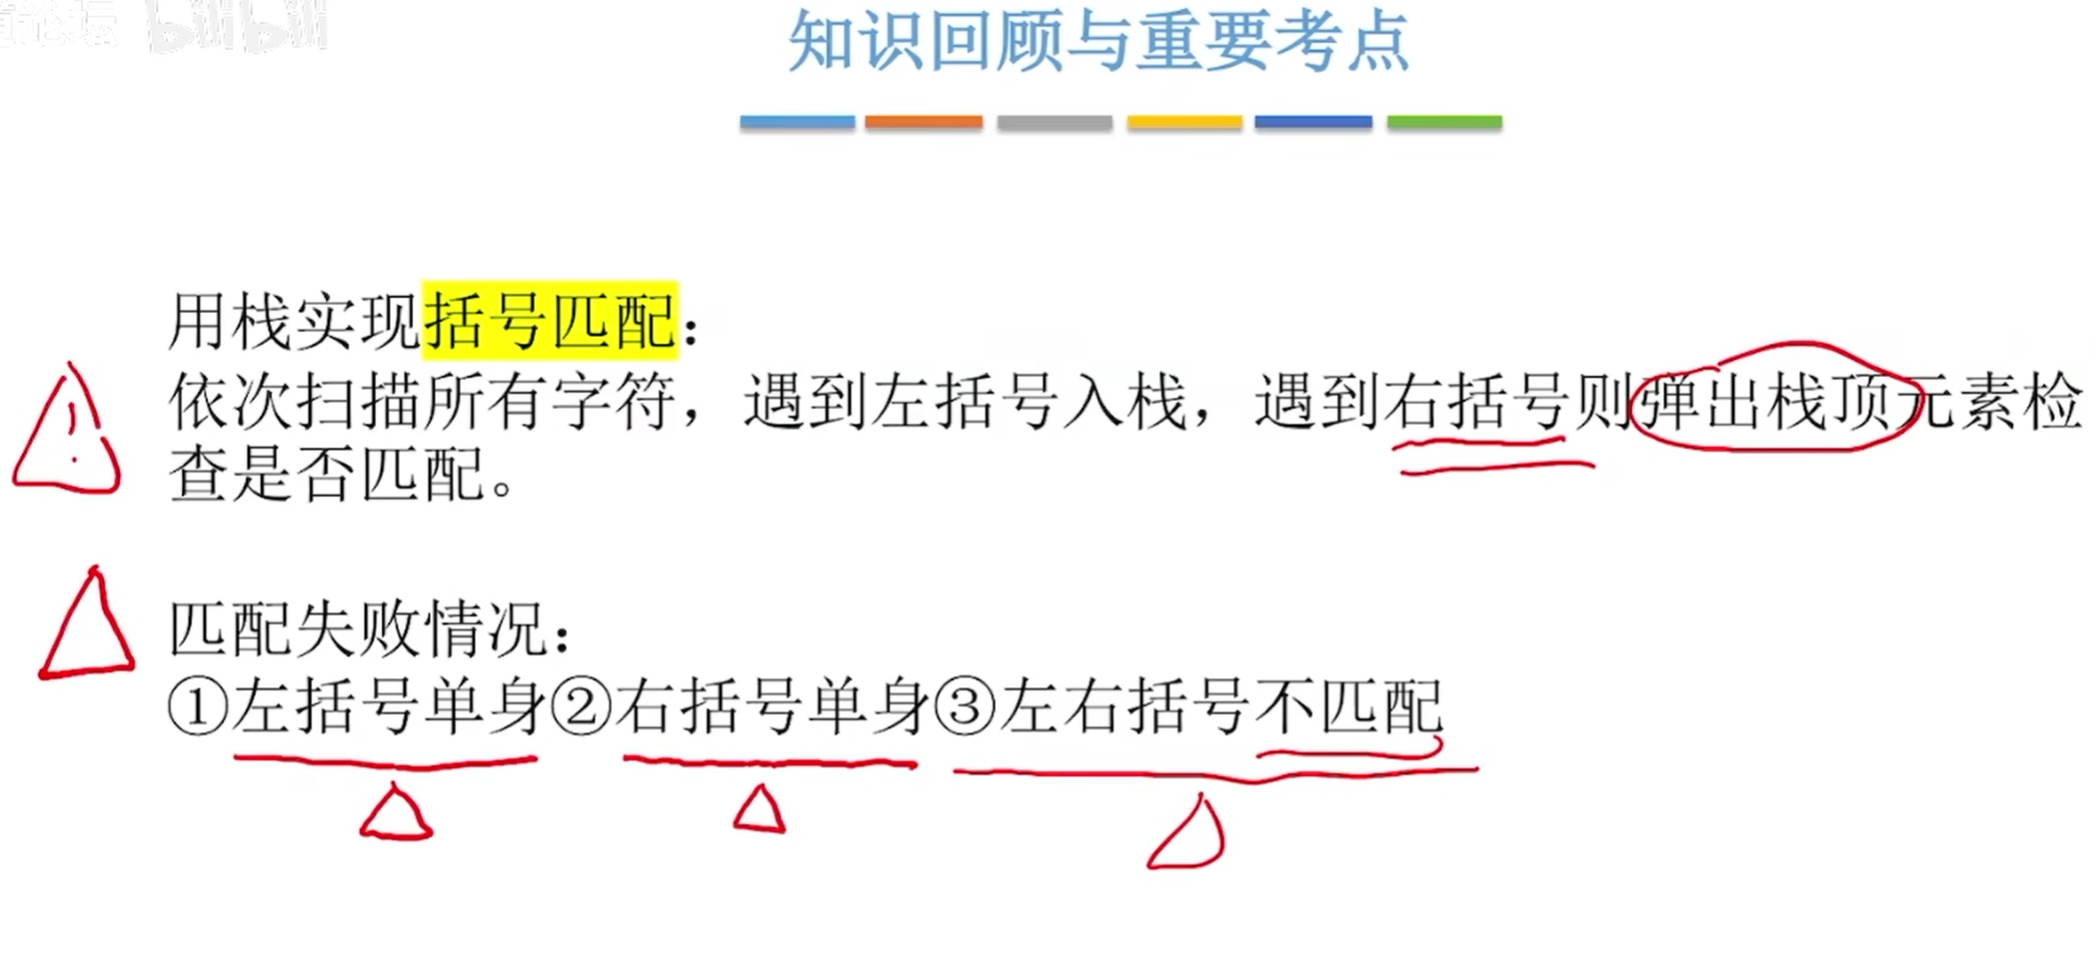 bilibili
知识回顾与重要考点
用栈实现括号匹配：
依次扫描所有字符，遇到左括号入栈，遇到右括号则弹出栈顶元素检
查是否匹配。
匹配失败情况：
①左括号单身②右括号单身③左右括号不匹配